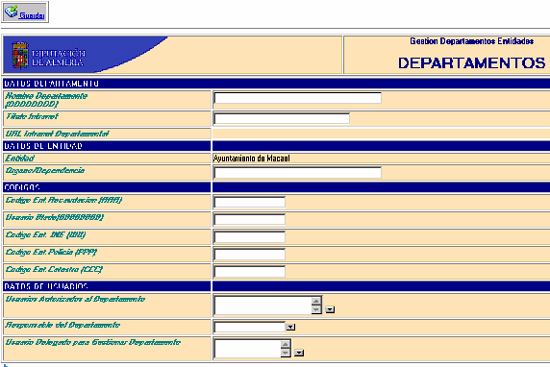 Guardar
DIPUTACIÓN
DE ALMERIA
Gestion Departamentos Entidades
DEPARTAMENTOS
DATOS DEPARTAMENTO
Nombre Departamento
(DDDDDDDD)
Titulo Intranet
URL Intranet Departamental
DATOS DE ENTIDAD
Entidad
Ayuntamiento de Macael
Organo/Dependencia
CODIGOS
Codigo Ent. Recaudacion (RRR)
Usuario
Codigo Ent. INE (III)
Codigo Ent. Policia (PPP)
Codigo Ent. Catastro (CCC)
DATOS DE USUARIOS
Usuarios Autorizados al Departamento
Responsable del Departamento
Usuario Delegado para Gestionar Departamento